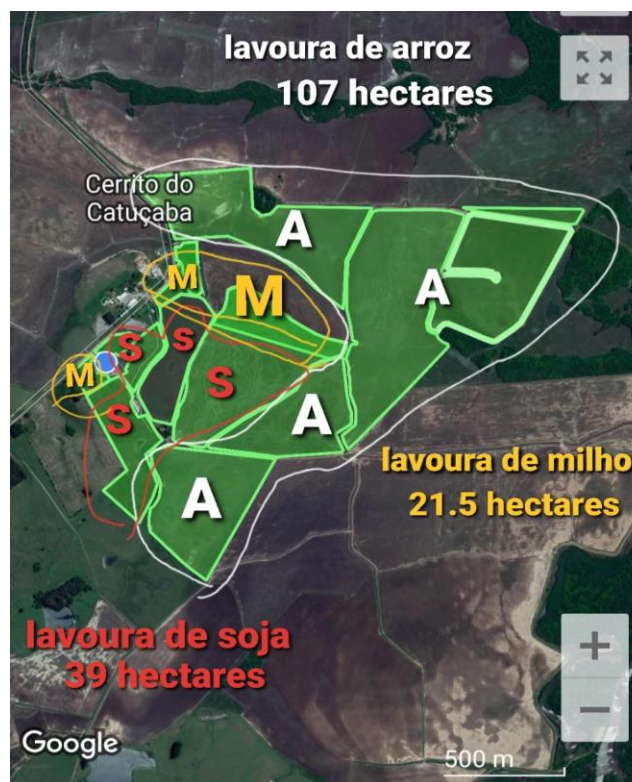 lavoura de arroz
107 hectares
Cerrito do
Catuçaba
A
M
M
A
S
S
S
M
S
A
A
lavoura de milho
21.5 hectares
lavoura de soja
39 hectares
Google
500 m